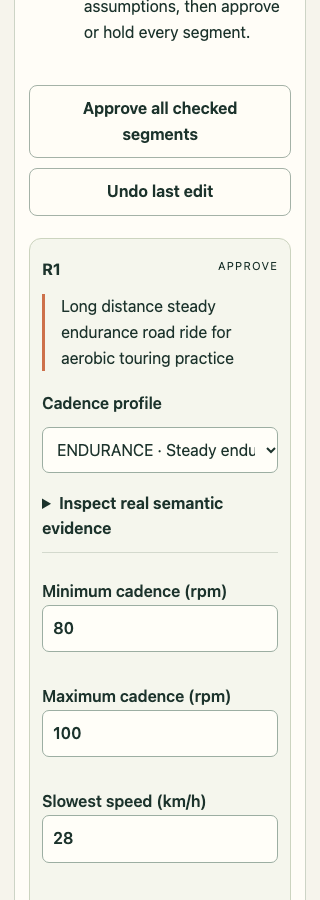 assumptions, then approve
or hold every segment.
Approve all checked
segments
Undo last edit
R1
APPROVE
Long distance steady
endurance road ride for
aerobic touring practice
Cadence profile
ENDURANCE · Steady endu
Inspect real semantic
evidence
Minimum cadence (rpm)
80
Maximum cadence (rpm)
100
Slowest speed (km/h)
28